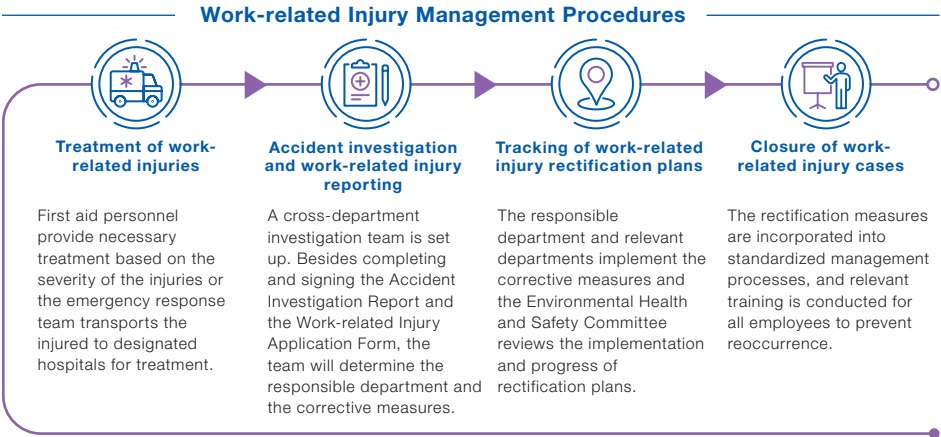 Work-related Injury Management Procedures
Treatment of work-
related injuries
First aid personnel
provide necessary
treatment based on the
severity of the injuries or
the emergency response
team transports the
injured to designated
hospitals for treatment.
Accident investigation
and work-related injury
reporting
A cross-department
investigation team is set
up. Besides completing
and signing the Accident
Investigation Report and
the Work-related Injury
Application Form, the
team will determine the
responsible department and
the corrective measures.
Tracking of work-related
injury rectification plans
The responsible
department and relevant
departments implement the
corrective measures and
the Environmental Health
and Safety Committee
reviews the implementation
and progress of
rectification plans.
Closure of work-
related injury cases
The rectification measures
are incorporated into
standardized management
processes, and relevant
training is conducted for
all employees to prevent
reoccurrence.